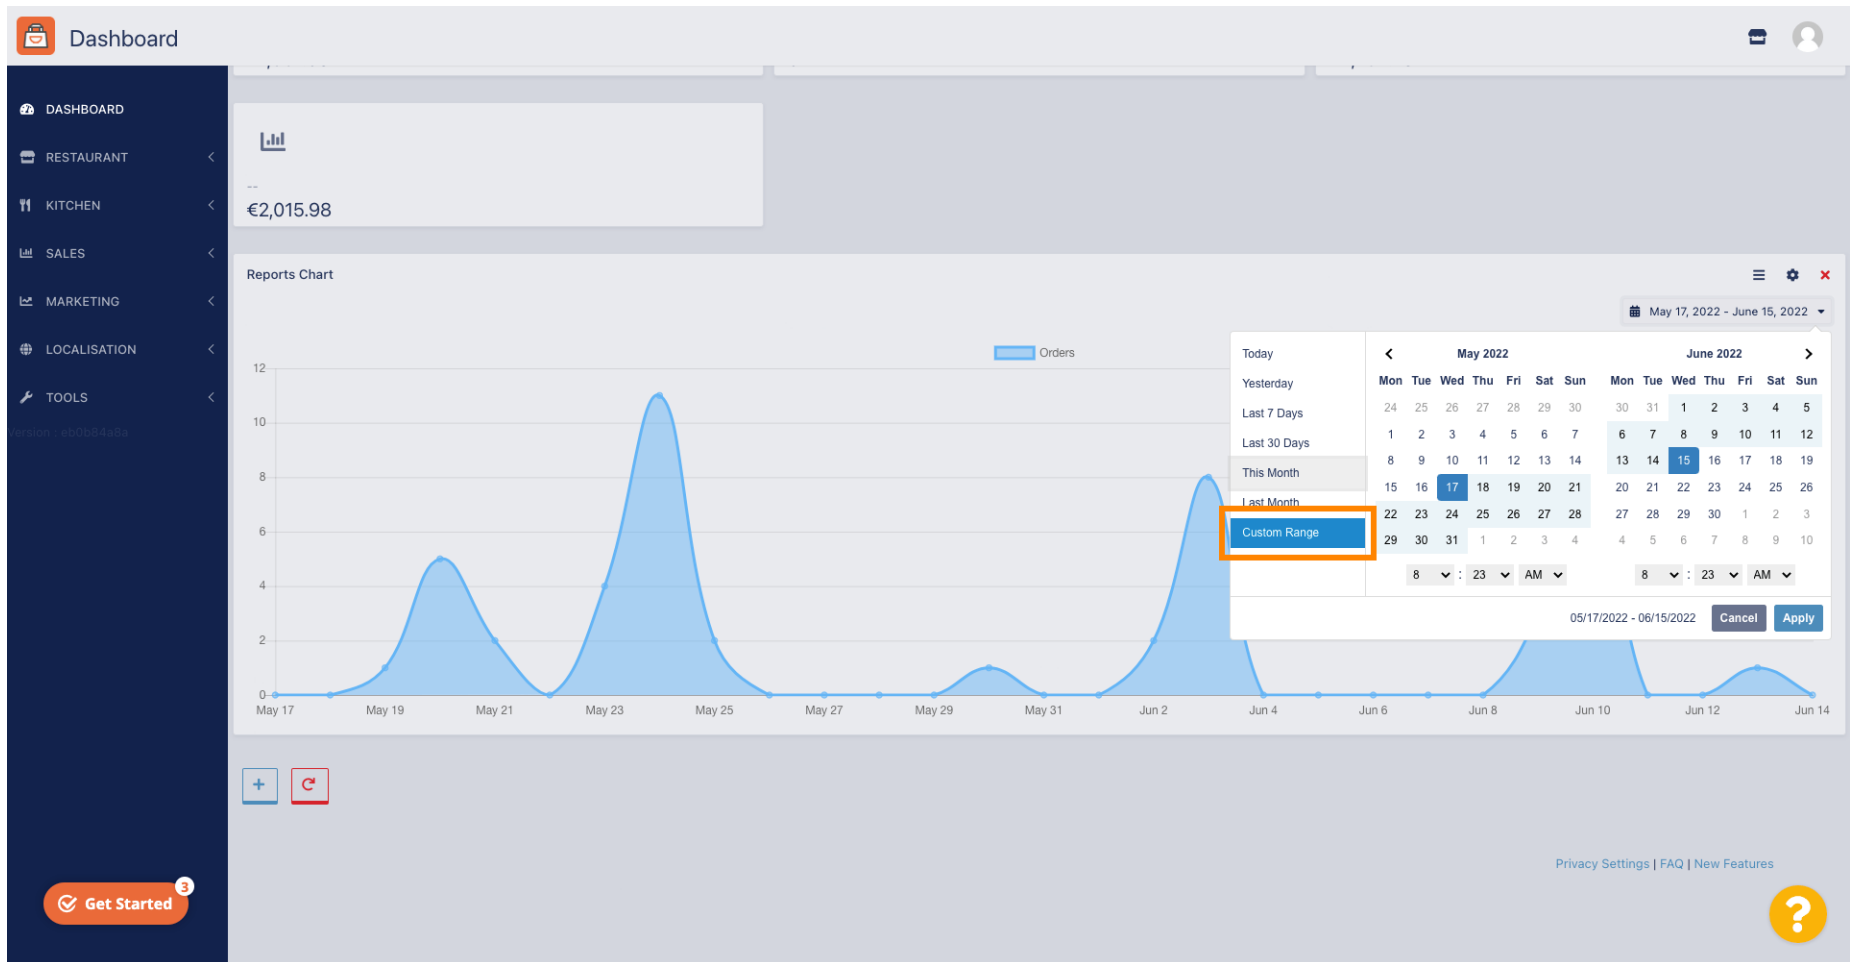 Dashboard
DASHBOARD
RESTAURANT
KITCHEN
SALES
MARKETING
LOCALISATION
TOOLS
Version : eb0b84a8a
--
€2,015.98
Reports Chart
May 17, 2022 - June 15, 2022
Orders
12
10
8
6
4
2
0
May 17 May 19 May 21 May 23 May 25 May 27 May 29 May 31 Jun 2 Jun 4 Jun 6 Jun 8 Jun 10 Jun 12 Jun 14
Today
Yesterday
Last 7 Days
Last 30 Days
This Month
Last Month
Custom Range
May 2022
Mon Tue Wed Thu Fri Sat Sun
24 25 26 27 28 29 30
1 2 3 4 5 6 7
8 9 10 11 12 13 14
15 16 17 18 19 20 21
22 23 24 25 26 27 28
29 30 31 1 2 3 4
8 : 23 AM
June 2022
Mon Tue Wed Thu Fri Sat Sun
30 31 1 2 3 4 5
6 7 8 9 10 11 12
13 14 15 16 17 18 19
20 21 22 23 24 25 26
27 28 29 30 1 2 3
4 5 6 7 8 9 10
8 : 23 AM
05/17/2022 - 06/15/2022 Cancel Apply
Privacy Settings | FAQ | New Features
Get Started 3
?